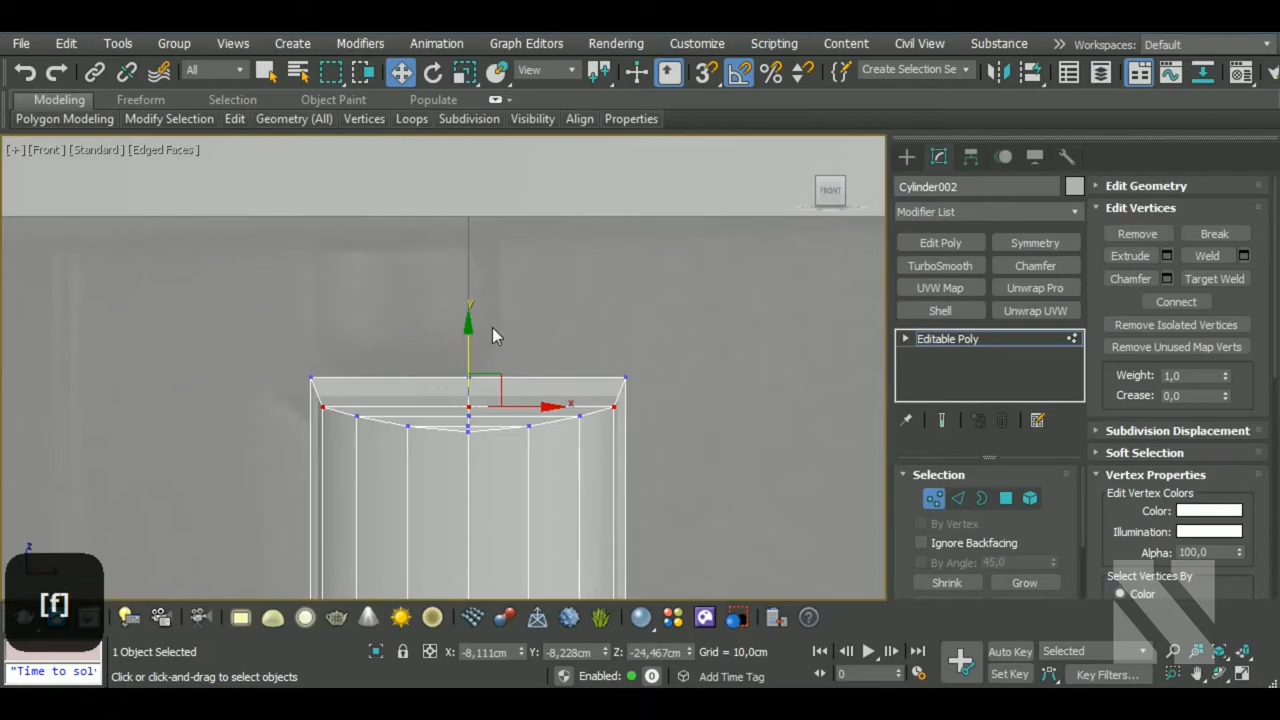 File Edit Tools Group Views Create Modifiers Animation Graph Editors Rendering Customize Scripting Content Civil View Substance Workspaces: Default
All View Create Selection Se
Modeling Freeform Selection Object Paint Populate
Polygon Modeling Modify Selection Edit Geometry (All) Vertices Loops Subdivision Visibility Align Properties
[+] [Front] [Standard] [Edged Faces]
FRONT
Cylinder002
Modifier List
Edit Poly Symmetry
TurboSmooth Chamfer
UVW Map Unwrap Pro
Shell Unwrap UVW
Editable Poly
Selection
By Vertex
Ignore Backfacing
By Angle: 45,0
Shrink Grow
Edit Geometry
Edit Vertices
Remove Break
Extrude Weld
Chamfer Target Weld
Connect
Remove Isolated Vertices
Remove Unused Map Verts
Weight: 1,0
Crease: 0,0
Subdivision Displacement
Soft Selection
Vertex Properties
Edit Vertex Colors
Color:
Illumination:
Alpha: 100,0
Select Vertices By
Color
y
x
z
[f]
1 Object Selected X: -8,111cm Y: -8,228cm Z: -24,467cm Grid = 10,0cm Auto Key Selected
"Time to sol Click or click-and-drag to select objects Enabled: 0 Add Time Tag 0 Set Key Key Filters...